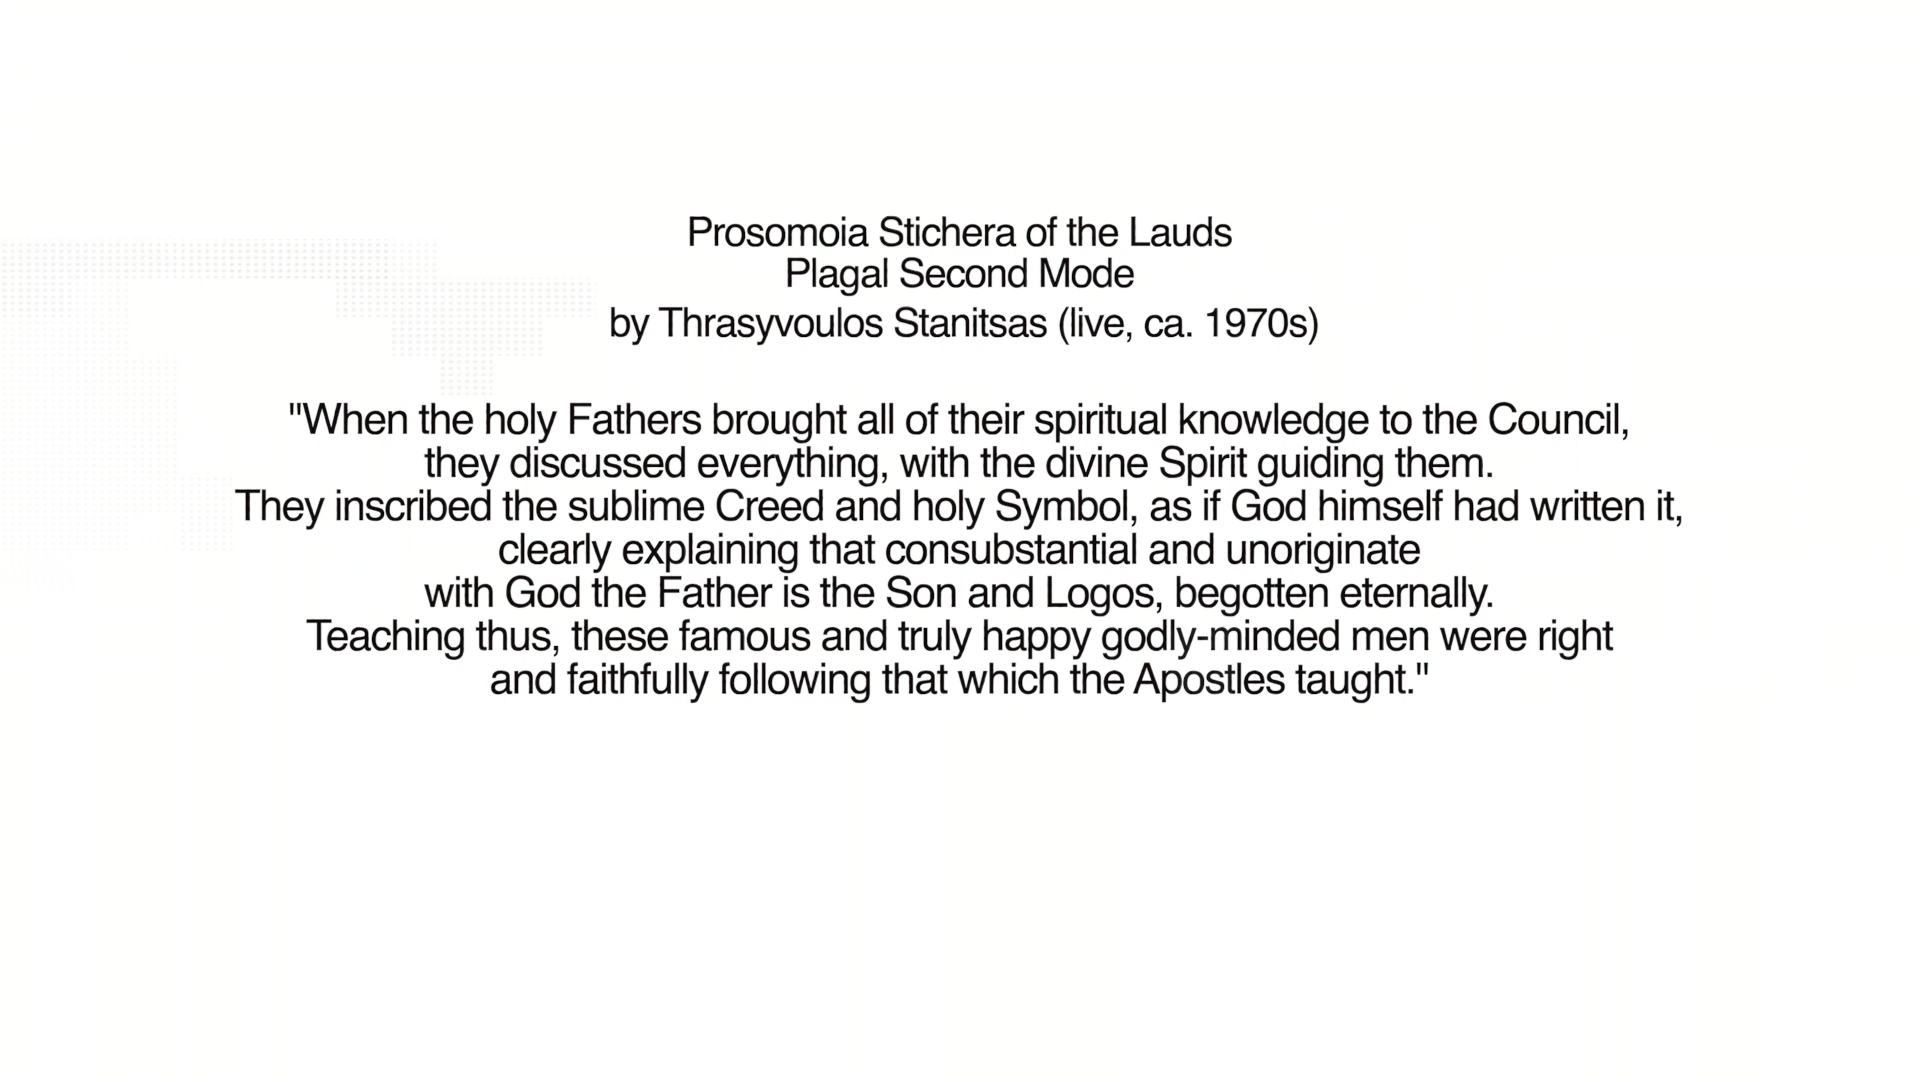 Prosomoia Stichera of the Lauds
Plagal Second Mode
by Thrasyvoulos Stanitsas (live, ca. 1970s)
"When the holy Fathers brought all of their spiritual knowledge to the Council,
they discussed everything, with the divine Spirit guiding them.
They inscribed the sublime Creed and holy Symbol, as if God himself had written it,
clearly explaining that consubstantial and unoriginate
with God the Father is the Son and Logos, begotten eternally.
Teaching thus, these famous and truly happy godly-minded men were right
and faithfully following that which the Apostles taught."